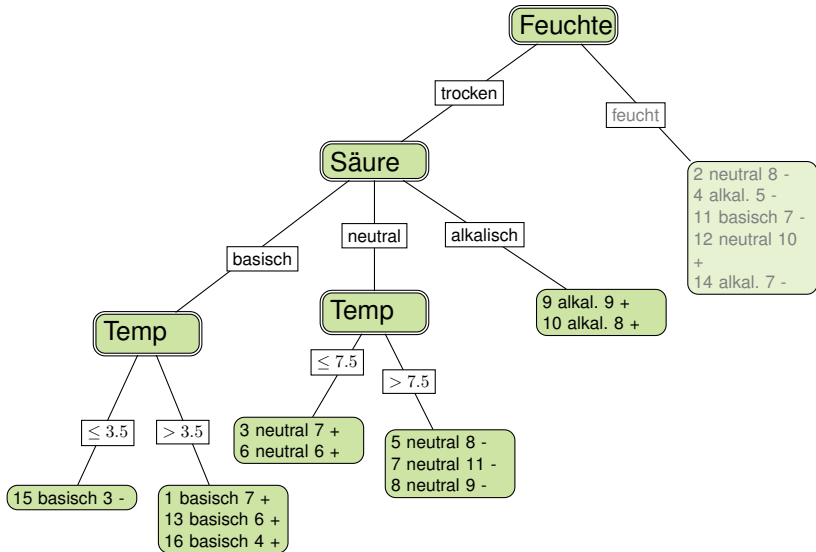 Feuchte
trocken
feucht
Säure
2 neutral 8 -
4 alkal. 5 -
11 basisch 7 -
12 neutral 10
+
14 alkal. 7 -
basisch
neutral
alkalisch
9 alkal. 9 +
10 alkal. 8 +
Temp
Temp
≤ 7.5
> 7.5
≤ 3.5
> 3.5
3 neutral 7 +
6 neutral 6 +
5 neutral 8 -
7 neutral 11 -
8 neutral 9 -
15 basisch 3 -
1 basisch 7 +
13 basisch 6 +
16 basisch 4 +